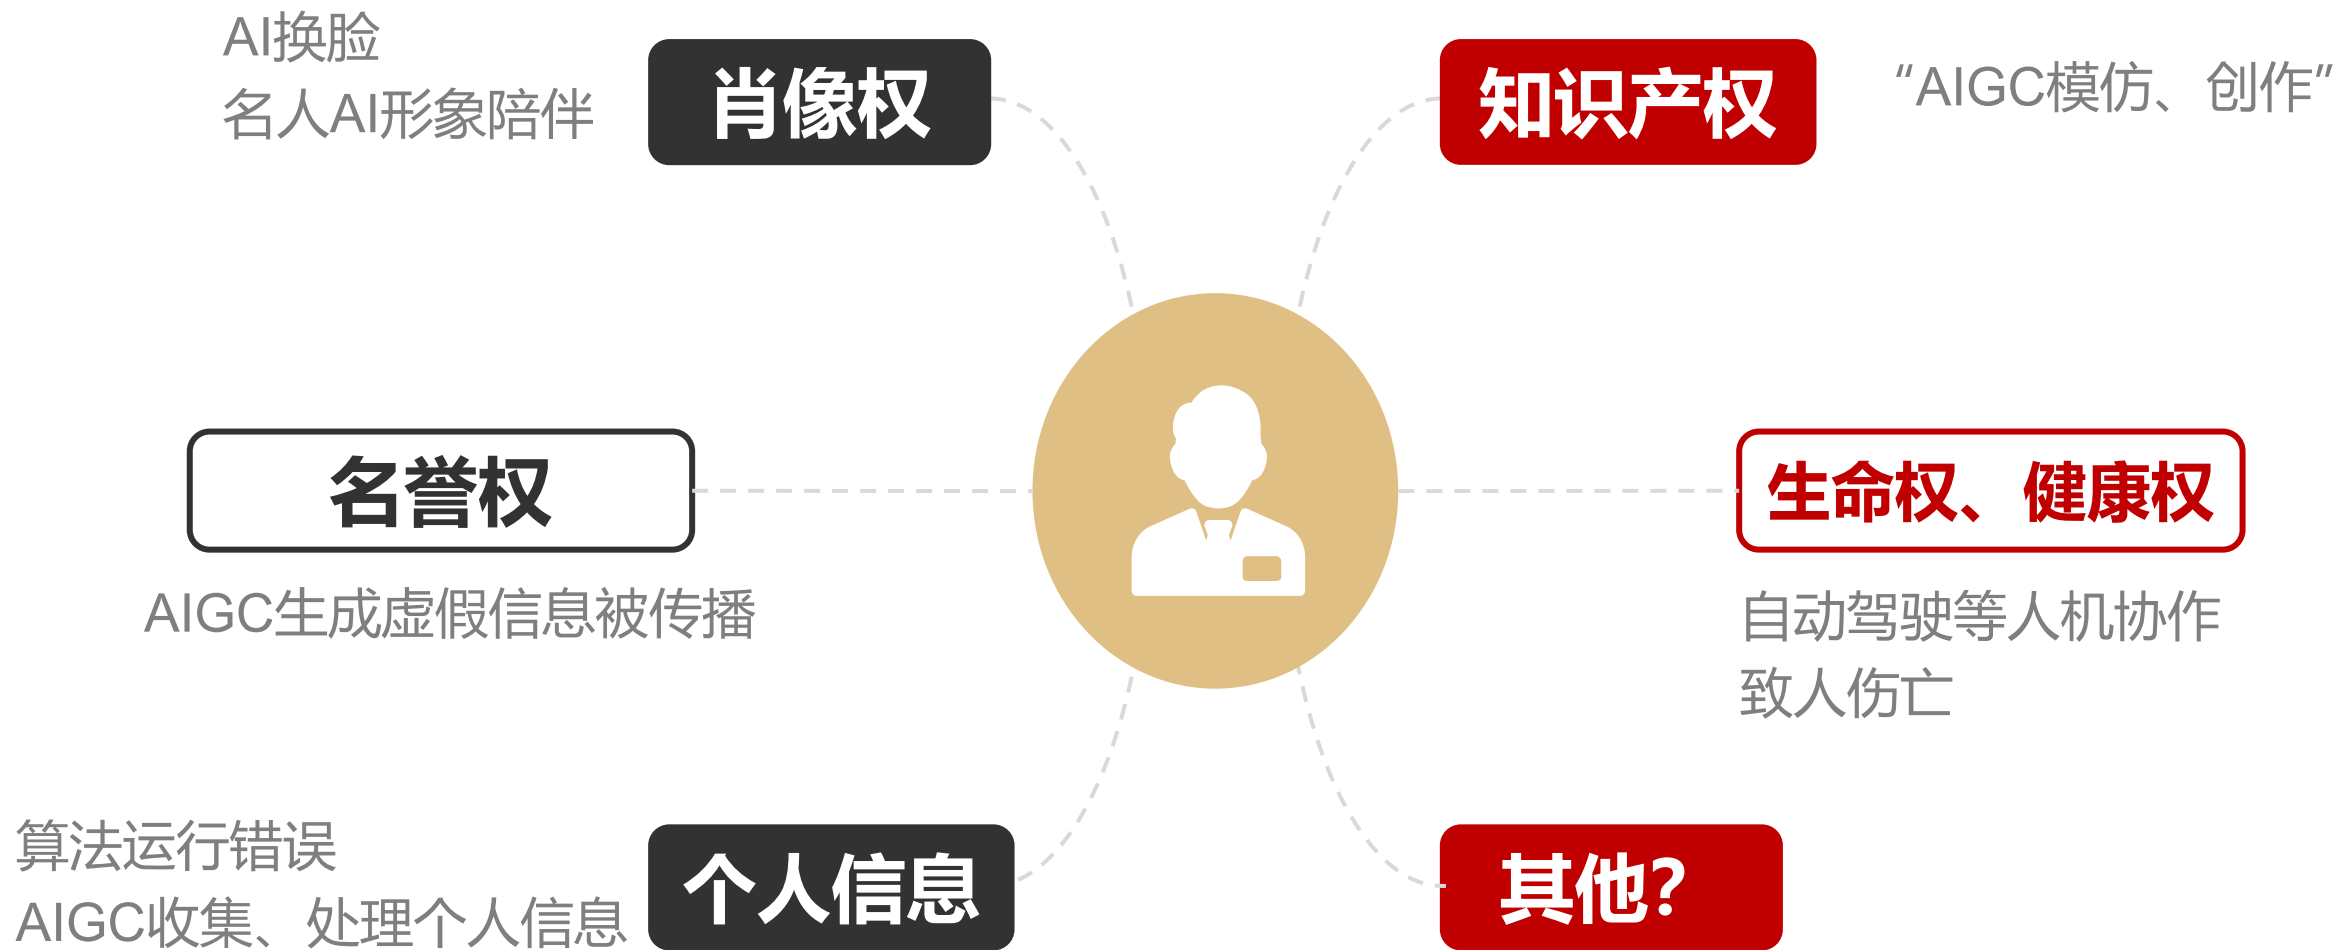 AI换脸
名人AI形象陪伴
肖像权
知识产权
“AIGC模仿、创作”
名誉权
AIGC生成虚假信息被传播
生命权、健康权
自动驾驶等人机协作
致人伤亡
算法运行错误
AIGC收集、处理个人信息
个人信息
其他?